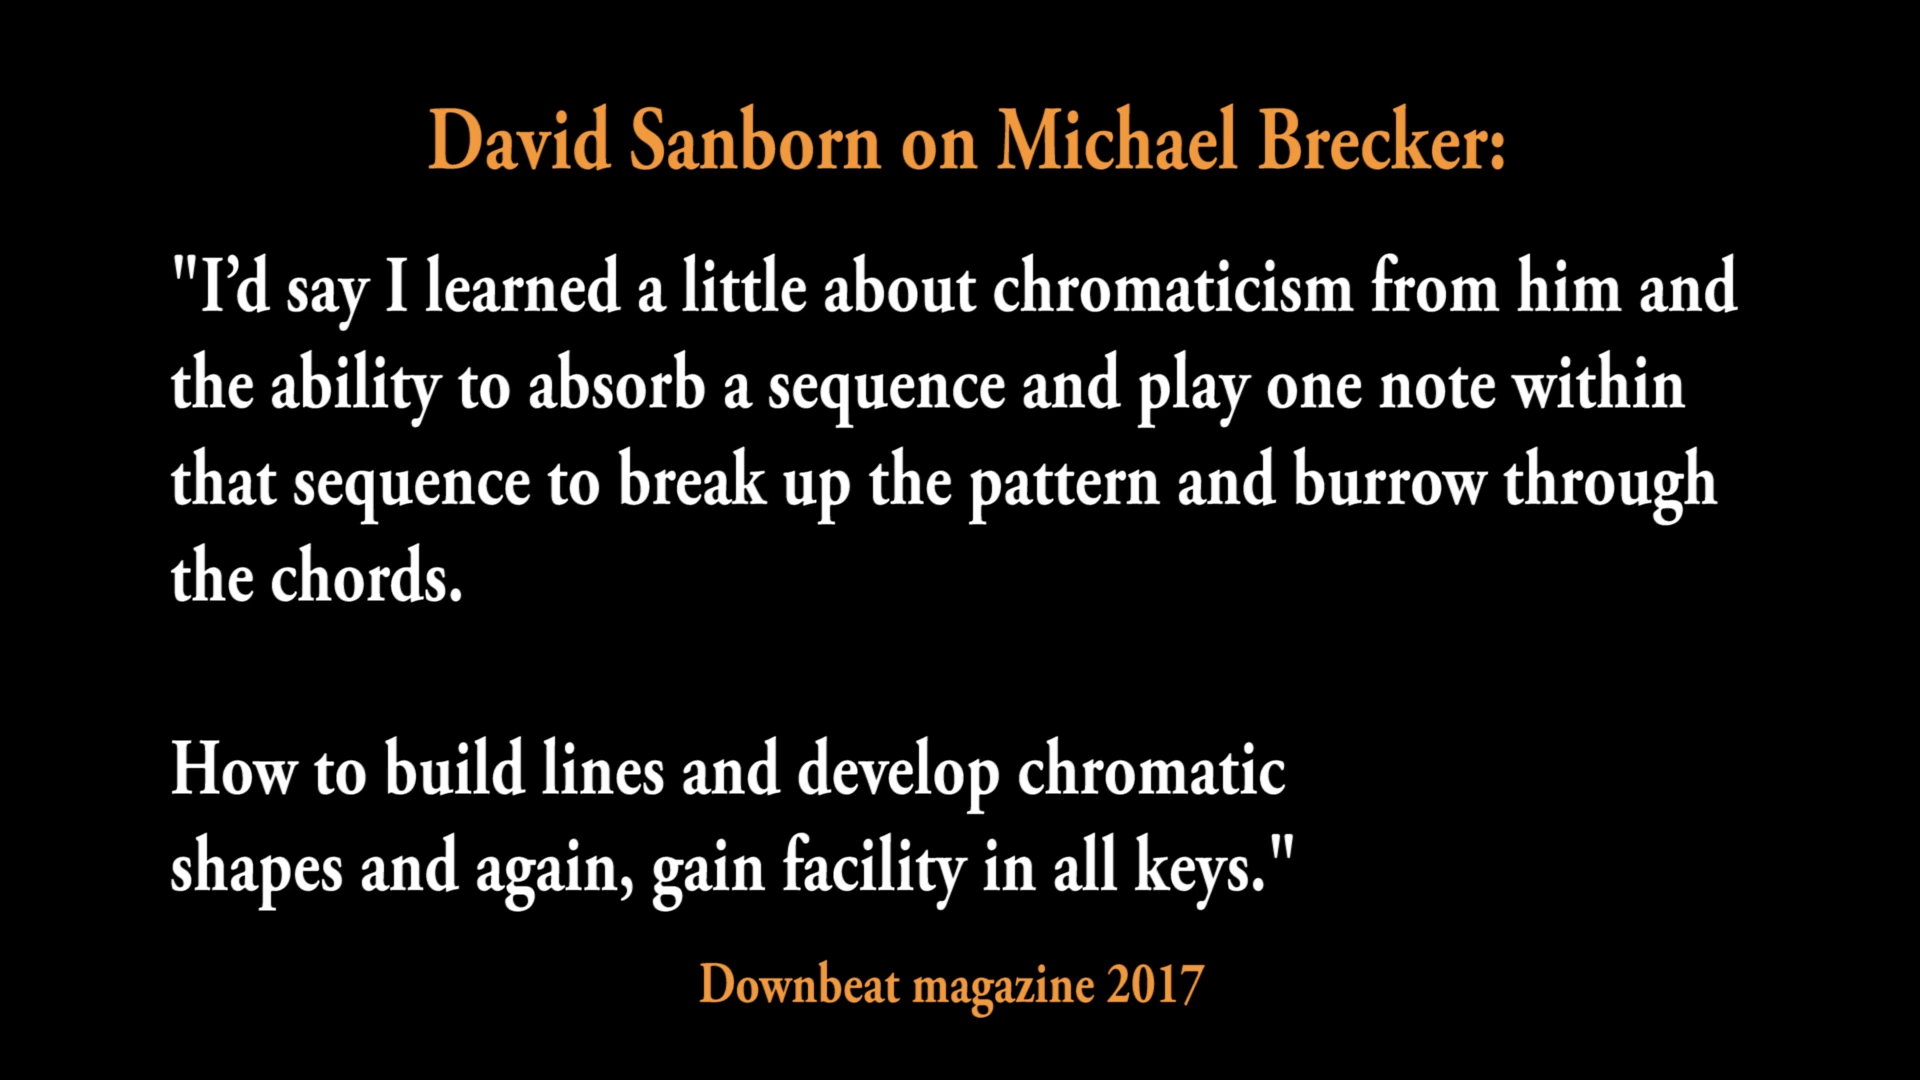 David Sanborn on Michael Brecker:
"I’d say I learned a little about chromaticism from him and
the ability to absorb a sequence and play one note within
that sequence to break up the pattern and burrow through
the chords.
How to build lines and develop chromatic
shapes and again, gain facility in all keys."
Downbeat magazine 2017